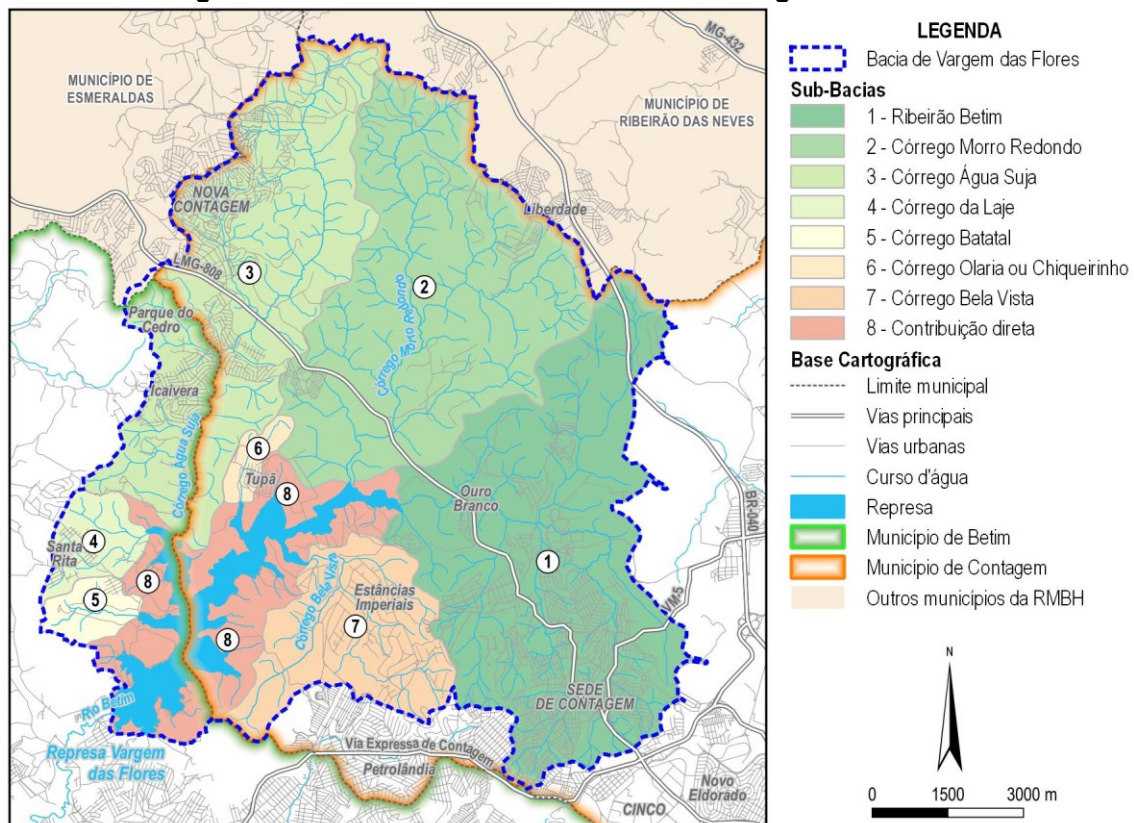 MG-432
MUNICÍPIO DE
ESMERALDAS
MUNICÍPIO DE
RIBEIRÃO DAS NEVES
NOVA
CONTAGEM
Liberdade
LMG-808
3
2
Córrego Morro Redondo
Parque do
Cedro
Icaivera
Córrego Água Suja
6
Tupã
8
Ouro
Branco
BR-040
4
Santa
Rita
8
5
1
VM-5
Córrego Bela Vista
Estâncias
Imperiais
7
8
SEDE
DE CONTAGEM
Rio Betim
Represa Vargem
das Flores
Via Expressa de Contagem
Petrolândia
Novo
Eldorado
CINCO
LEGENDA
Bacia de Vargem das Flores
Sub-Bacias
1 - Ribeirão Betim
2 - Córrego Morro Redondo
3 - Córrego Água Suja
4 - Córrego da Laje
5 - Córrego Batatal
6 - Córrego Olaria ou Chiqueirinho
7 - Córrego Bela Vista
8 - Contribuição direta
Base Cartográfica
Limite municipal
Vias principais
Vias urbanas
Curso d'água
Represa
Município de Betim
Município de Contagem
Outros municípios da RMBH
N
0 1500 3000 m